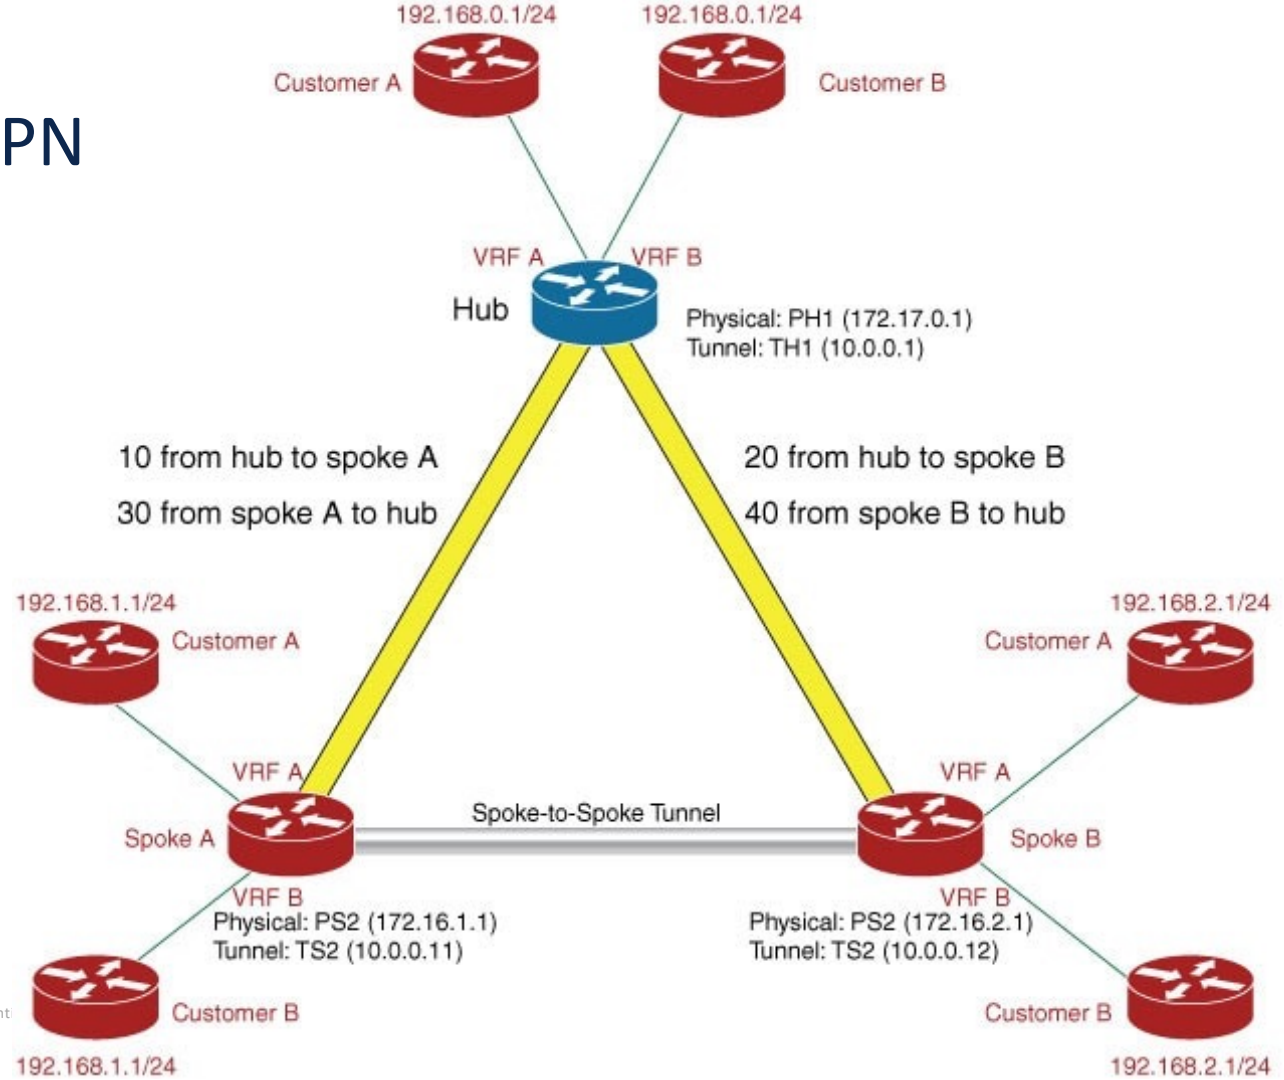 192.168.0.1/24
192.168.0.1/24
Customer A
Customer B
PN
VRF A
VRF B
Hub
Physical: PH1 (172.17.0.1)
Tunnel: TH1 (10.0.0.1)
10 from hub to spoke A
20 from hub to spoke B
30 from spoke A to hub
40 from spoke B to hub
192.168.1.1/24
192.168.2.1/24
Customer A
Customer A
VRF A
VRF A
Spoke-to-Spoke Tunnel
Spoke A
Spoke B
VRF B
VRF B
Physical: PS2 (172.16.1.1)
Tunnel: TS2 (10.0.0.11)
Physical: PS2 (172.16.2.1)
Tunnel: TS2 (10.0.0.12)
nt
Customer B
Customer B
192.168.1.1/24
192.168.2.1/24